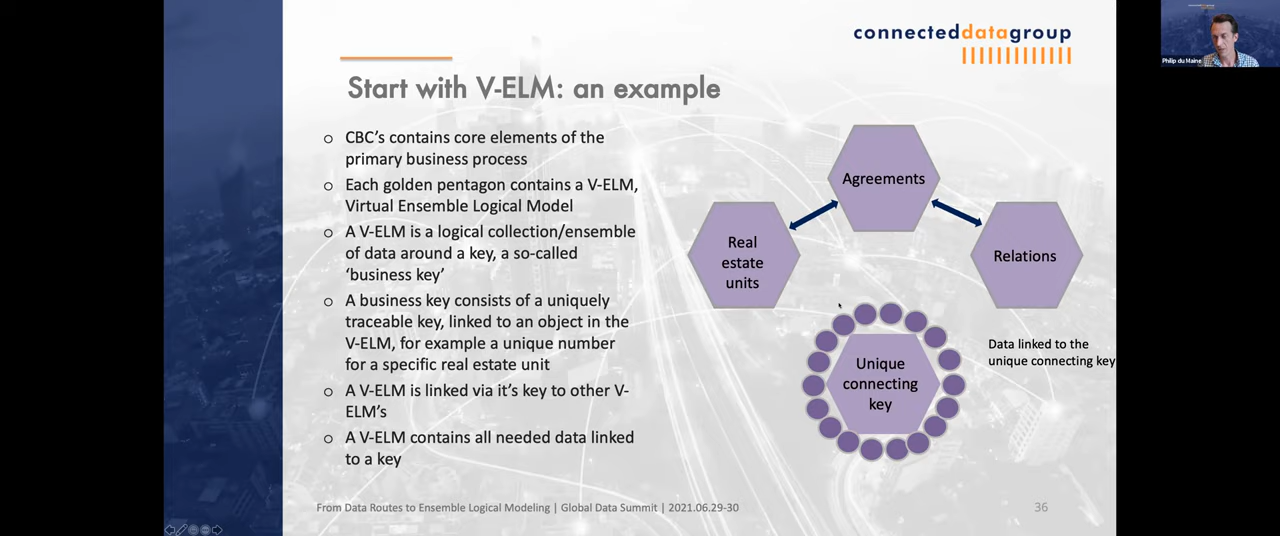 connecteddatagroup
Philip du Maine
Start with V-ELM: an example
○ CBC's contains core elements of the
primary business process
○ Each golden pentagon contains a V-ELM,
Virtual Ensemble Logical Model
○ A V-ELM is a logical collection/ensemble
of data around a key, a so-called
'business key'
○ A business key consists of a uniquely
traceable key, linked to an object in the
V-ELM, for example a unique number
for a specific real estate unit
○ A V-ELM is linked via it's key to other V-
ELM's
○ A V-ELM contains all needed data linked
to a key
Agreements
Real
estate
units
Relations
Unique
connecting
key
Data linked to the
unique connecting key
From Data Routes to Ensemble Logical Modeling | Global Data Summit | 2021.06.29-30
36